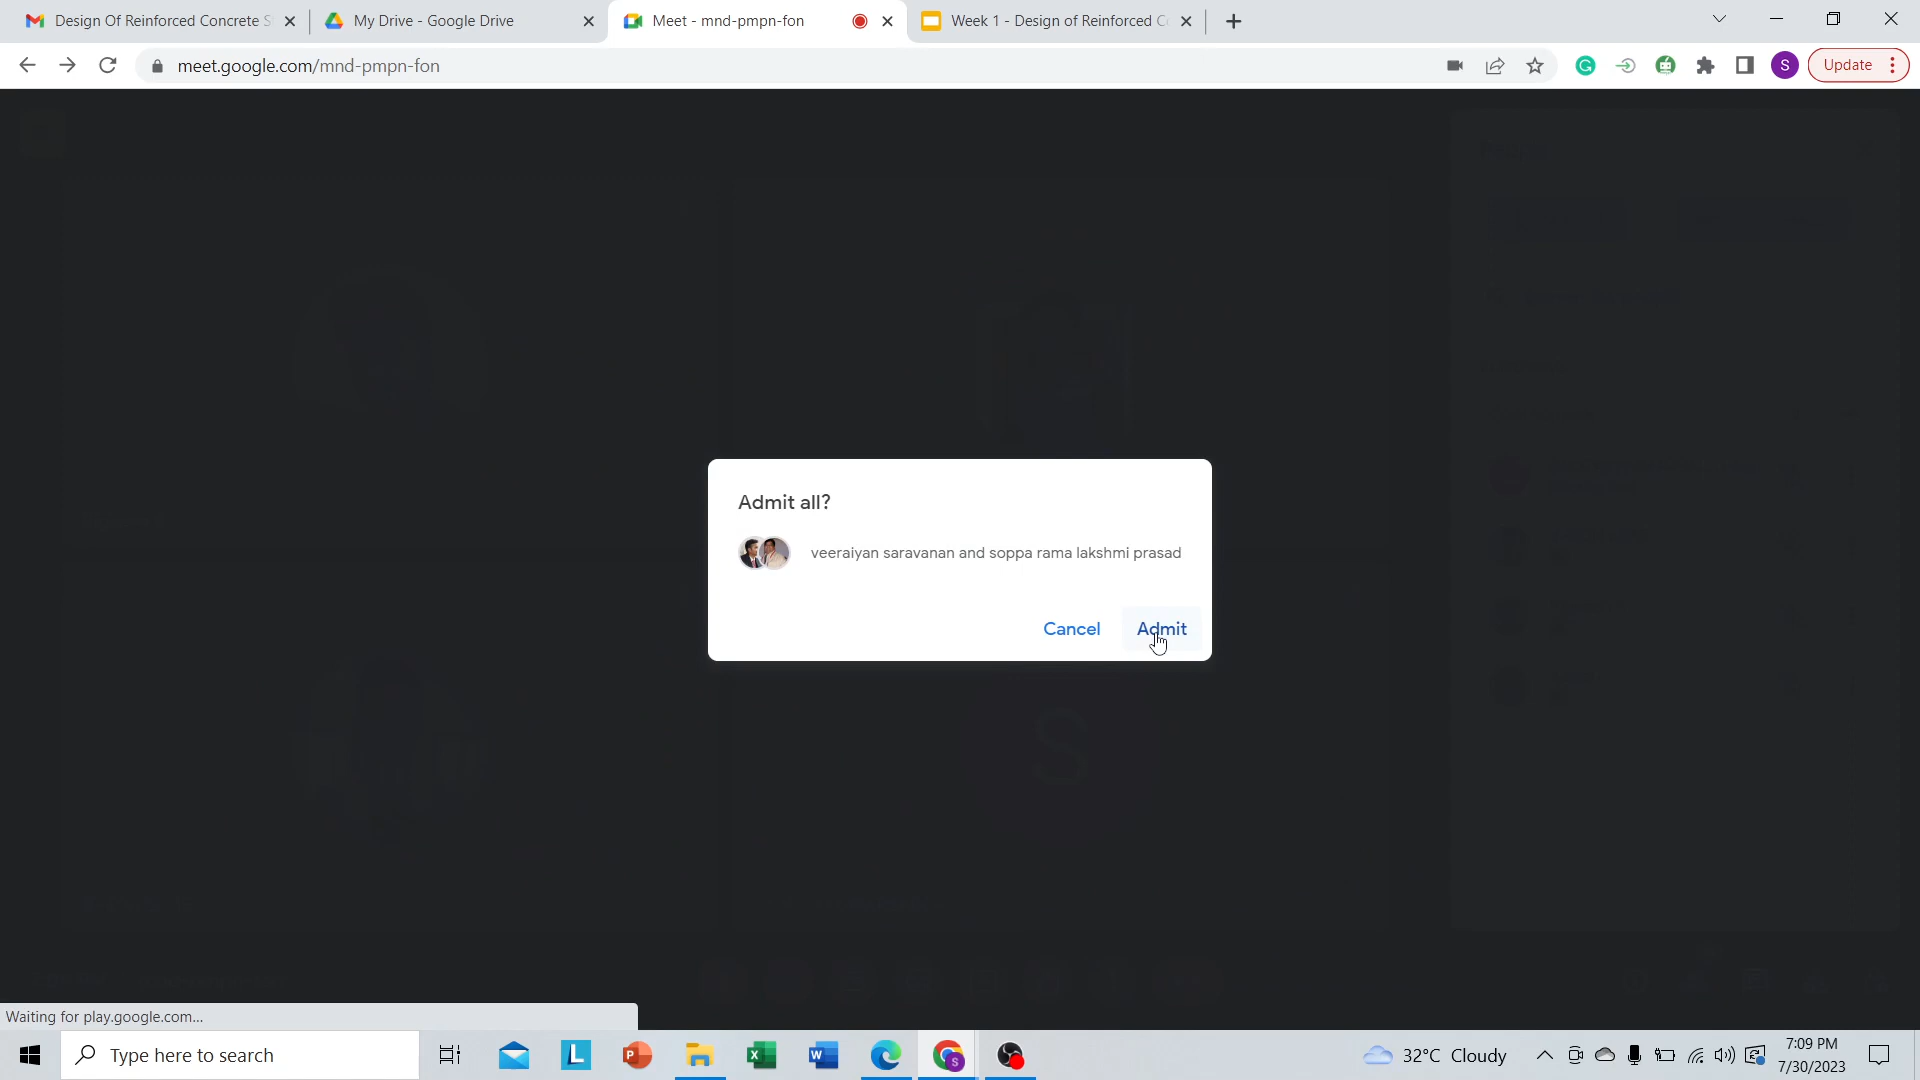 Design Of Reinforced Concrete S
My Drive - Google Drive
Meet - mnd-pmpn-fon
Week 1 - Design of Reinforced Co
meet.google.com/mnd-pmpn-fon
S
Update
Admit all?
veeraiyan saravanan and soppa rama lakshmi prasad
Cancel
Admit
S
Waiting for play.google.com...
Type here to search
32°C Cloudy
7:09 PM
7/30/2023